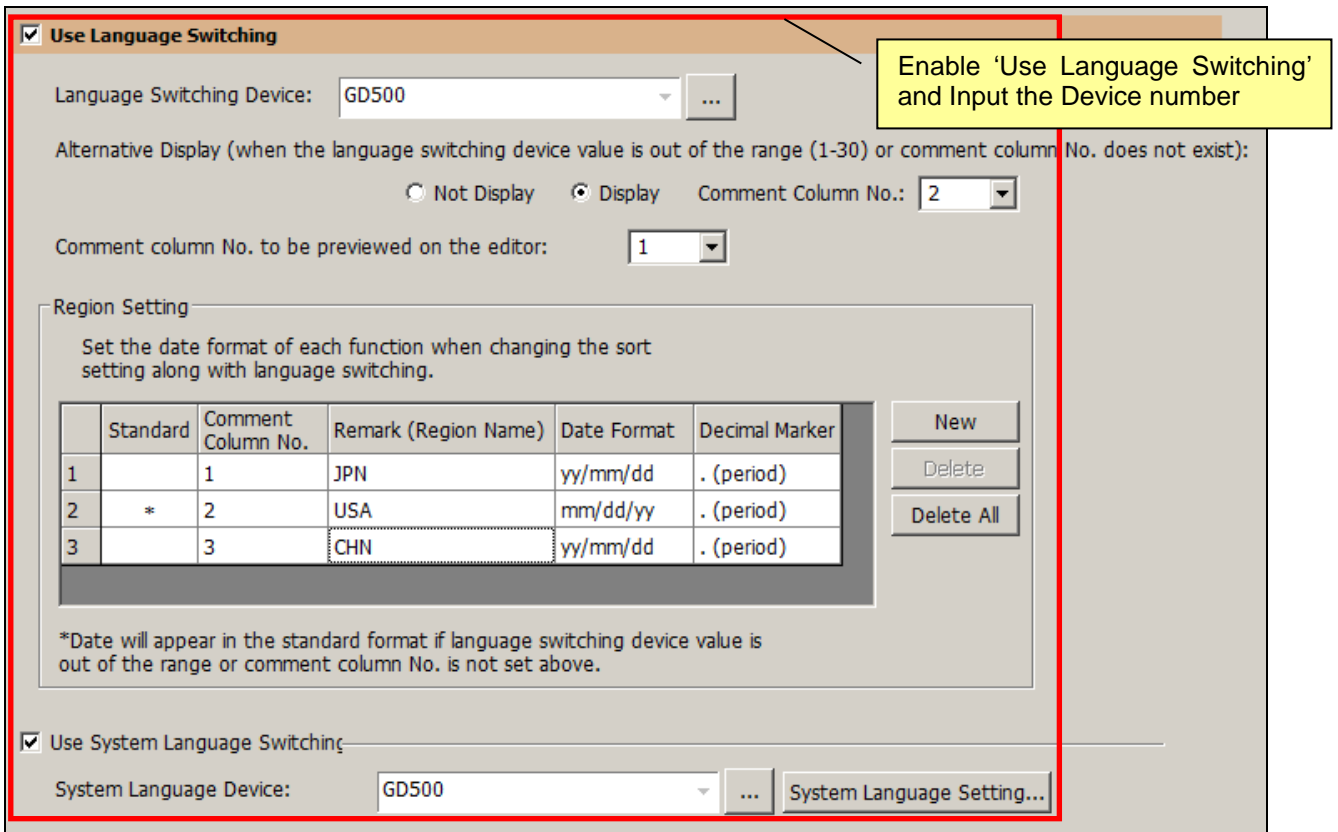 Use Language Switching
Enable ‘Use Language Switching’
and Input the Device number
Language Switching Device: GD500 ...
Alternative Display (when the language switching device value is out of the range (1-30) or comment column No. does not exist):
Not Display Display Comment Column No.: 2
Comment column No. to be previewed on the editor: 1
Region Setting
Set the date format of each function when changing the sort
setting along with language switching.
Standard Comment Column No. Remark (Region Name) Date Format Decimal Marker
1 1 JPN yy/mm/dd . (period)
2 * 2 USA mm/dd/yy . (period)
3 3 CHN yy/mm/dd . (period)
New
Delete
Delete All
*Date will appear in the standard format if language switching device value is
out of the range or comment column No. is not set above.
Use System Language Switching
System Language Device: GD500 ... System Language Setting...